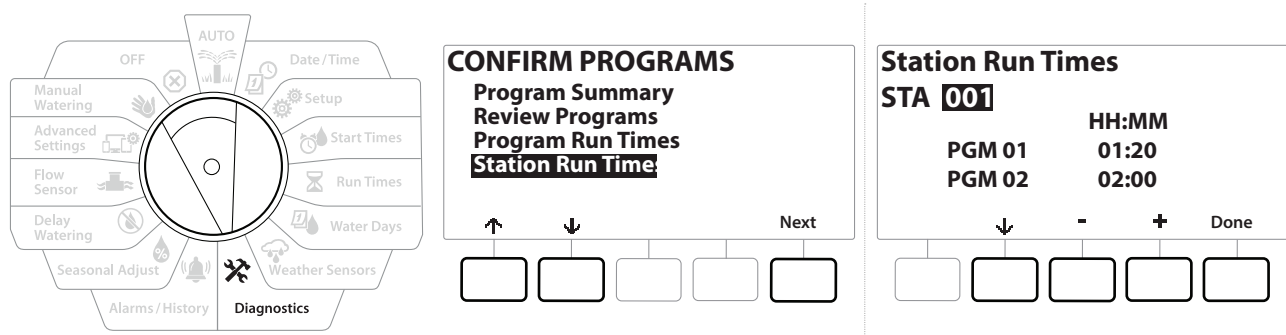 AUTO
OFF
Date / Time
Manual
Watering
Setup
Advanced
Settings
Start Times
Flow
Sensor
Run Times
Delay
Watering
Water Days
Seasonal Adjust
Weather Sensors
Alarms / History
Diagnostics
CONFIRM PROGRAMS
Program Summary
Review Programs
Program Run Times
Station Run Times
Next
Station Run Times
STA 001
HH:MM
PGM 01 01:20
PGM 02 02:00
- + Done